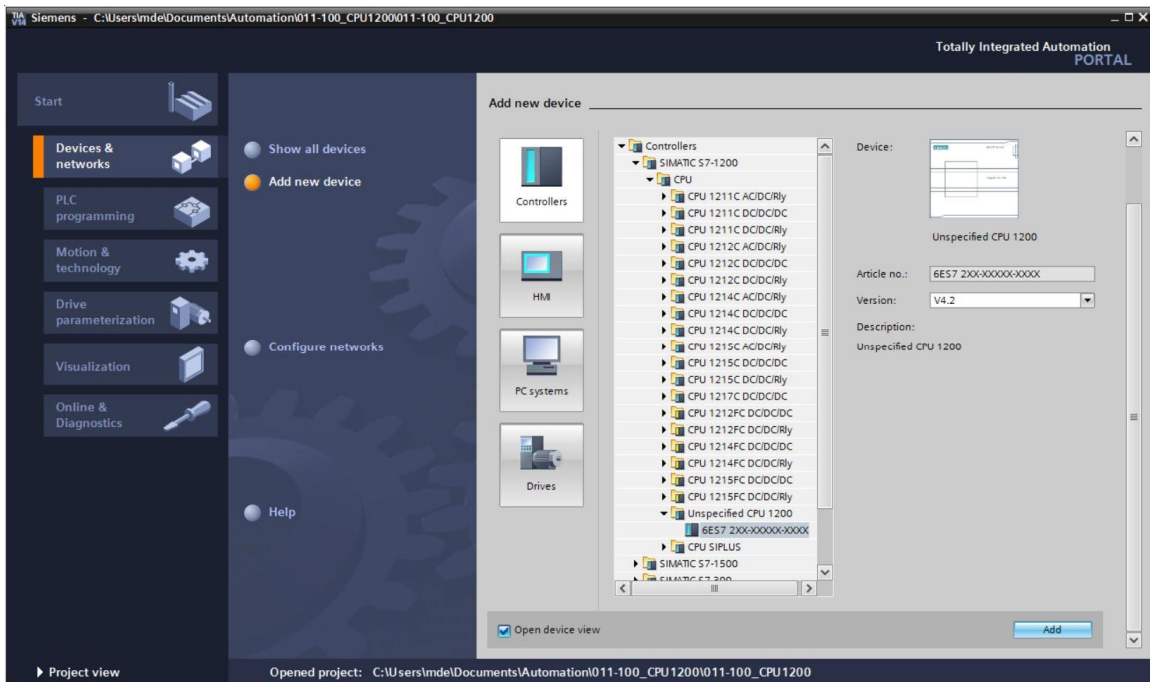 TIA
V14
Siemens - C:\Users\mde\Documents\Automation\011-100_CPU1200\011-100_CPU1200
Totally Integrated Automation
PORTAL
Start
Devices &
networks
PLC
programming
Motion &
technology
Drive
parameterization
Visualization
Online &
Diagnostics
Show all devices
Add new device
Configure networks
Help
Add new device
Controllers
HMI
PC systems
Drives
Controllers
SIMATIC S7-1200
CPU
CPU 1211C AC/DC/Rly
CPU 1211C DC/DC/DC
CPU 1211C DC/DC/Rly
CPU 1212C AC/DC/Rly
CPU 1212C DC/DC/DC
CPU 1212C DC/DC/Rly
CPU 1214C AC/DC/Rly
CPU 1214C DC/DC/DC
CPU 1214C DC/DC/Rly
CPU 1215C AC/DC/Rly
CPU 1215C DC/DC/DC
CPU 1215C DC/DC/Rly
CPU 1217C DC/DC/DC
CPU 1212FC DC/DC/DC
CPU 1212FC DC/DC/Rly
CPU 1214FC DC/DC/DC
CPU 1214FC DC/DC/Rly
CPU 1215FC DC/DC/DC
CPU 1215FC DC/DC/Rly
Unspecified CPU 1200
6ES7 2XX-XXXXX-XXXX
CPU SIPLUS
SIMATIC S7-1500
SIMATIC S7-300
Device:
Unspecified CPU 1200
Article no.: 6ES7 2XX-XXXXX-XXXX
Version: V4.2
Description:
Unspecified CPU 1200
Open device view
Add
Project view
Opened project: C:\Users\mde\Documents\Automation\011-100_CPU1200\011-100_CPU1200